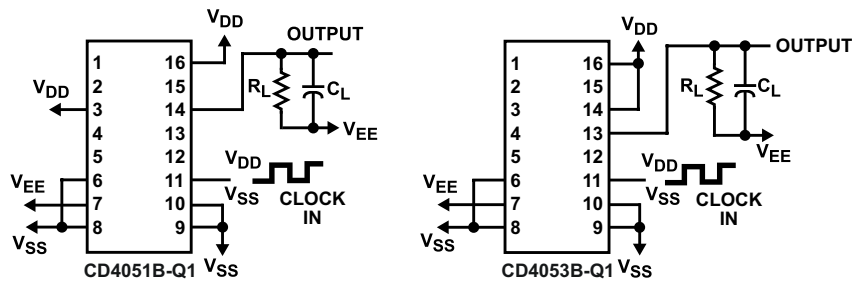 VDD
OUTPUT
1 16
2 15
VDD 3 14
RL CL
4 13
VEE
5 12
VDD
6 11
VSS
CLOCK
IN
VEE
7 10
8 9
VSS
VSS
CD4051B-Q1
VDD
OUTPUT
1 16
2 15
3 14
RL CL
4 13
VEE
5 12
VDD
6 11
VSS
CLOCK
IN
VEE
7 10
8 9
VSS
VSS
CD4053B-Q1